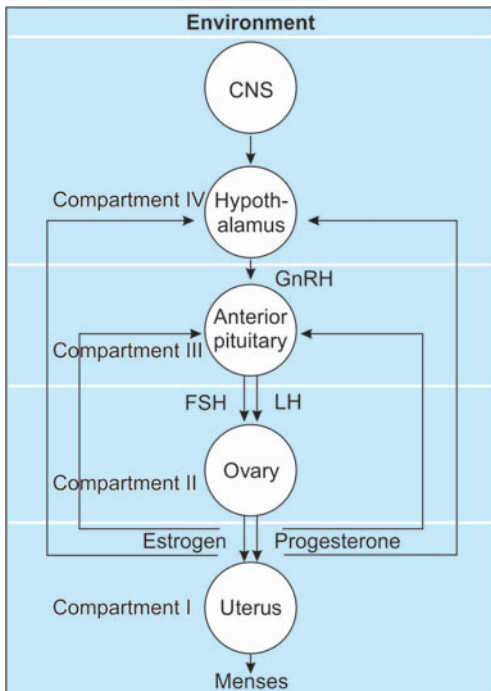 Environment
CNS
Compartment IV
Hypoth-
alamus
GnRH
Anterior
pituitary
Compartment III
FSH LH
Ovary
Compartment II
Estrogen Progesterone
Compartment I
Uterus
Menses